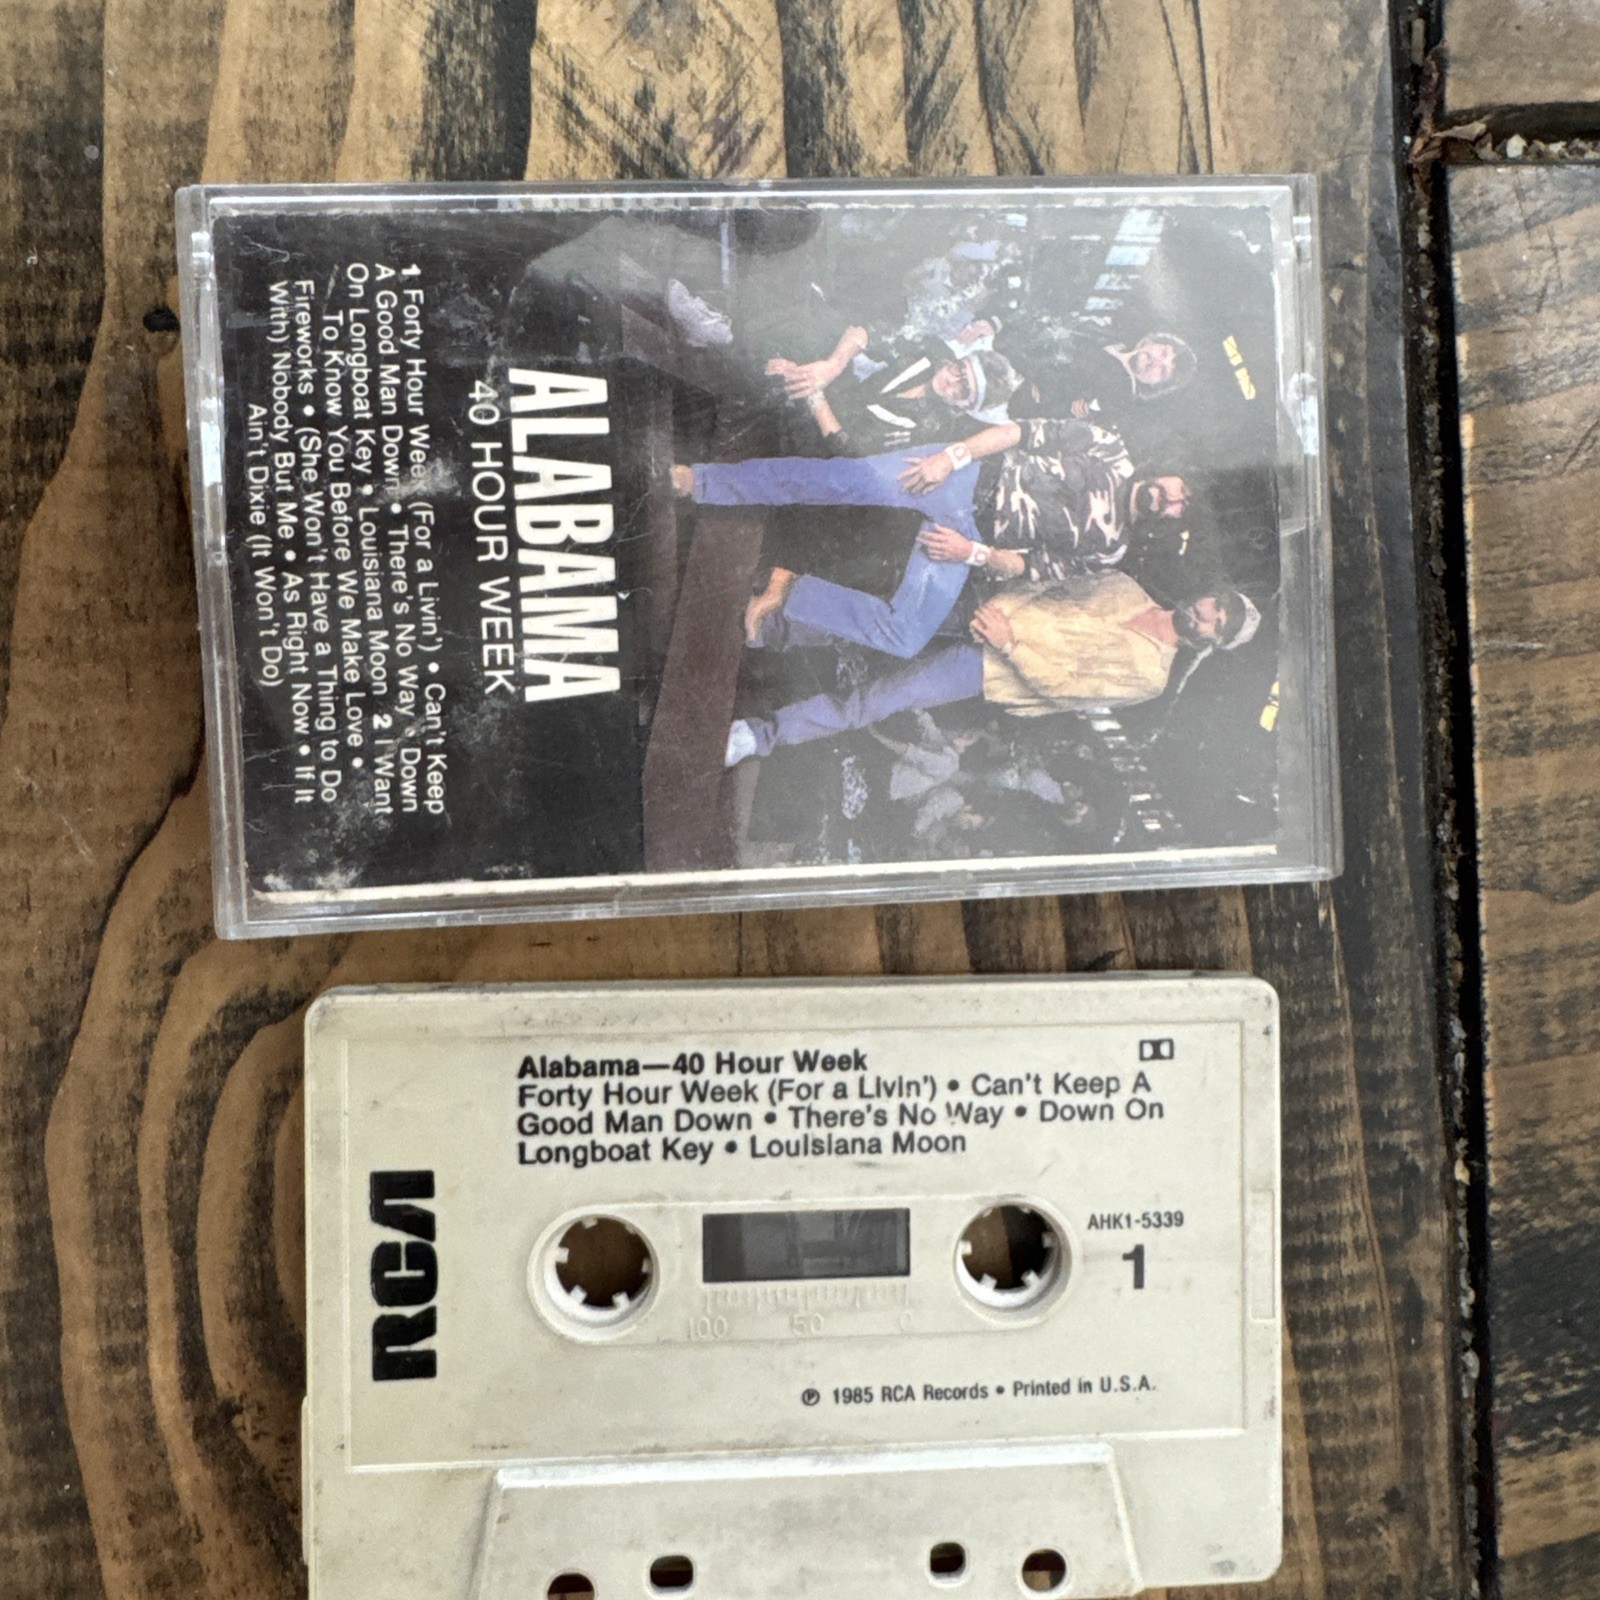 ALABAMA
40 HOUR WEEK
1 Forty Hour Week (For a Livin') • Can't Keep
A Good Man Down • There's No Way • Down
On Longboat Key • Louisiana Moon 2 I Want
To Know You Before We Make Love •
Fireworks • (She Won't Have a Thing to Do
With) Nobody But Me • As Right Now • If It
Ain't Dixie (It Won't Do)
Alabama—40 Hour Week
Forty Hour Week (For a Livin') • Can't Keep A
Good Man Down • There's No Way • Down On
Longboat Key • Louisiana Moon
RCA
AHK1-5339
1
100 50 0
℗ 1985 RCA Records • Printed in U.S.A.